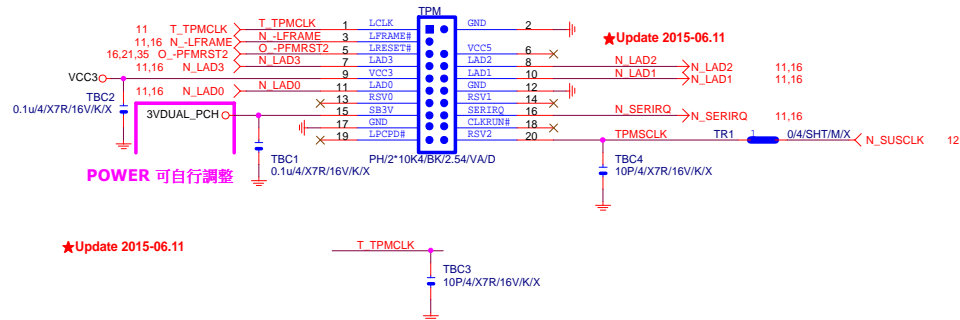 TPM
11 T_TPMCLK T_TPMCLK 1 LCLK GND 2
11,16 N_-LFRAME N_-LFRAME 3 LFRAME#
★Update 2015-06.11
16,21,35 O_-PFMRST2 O_-PFMRST2 5 LRESET# VCC5 6
11,16 N_LAD3 N_LAD3 7 LAD3 LAD2 8 N_LAD2 N_LAD2 11,16
VCC3 9 VCC3 LAD1 10 N_LAD1 N_LAD1 11,16
11,16 N_LAD0 N_LAD0 11 LAD0 GND 12
TBC2
0.1u/4/X7R/16V/K/X
13 RSV0 RSV1 14
3VDUAL_PCH 15 SB3V SERIRQ 16 N_SERIRQ N_SERIRQ 11,16
17 GND CLKRUN# 18
19 LPCPD# RSV2 20 TPMSCLK TR1 1 0/4/SHT/M/X N_SUSCLK 12
PH/2*10K4/BK/2.54/VA/D
TBC1
0.1u/4/X7R/16V/K/X
TBC4
10P/4/X7R/16V/K/X
POWER 可自行調整
★Update 2015-06.11
T_TPMCLK
TBC3
10P/4/X7R/16V/K/X